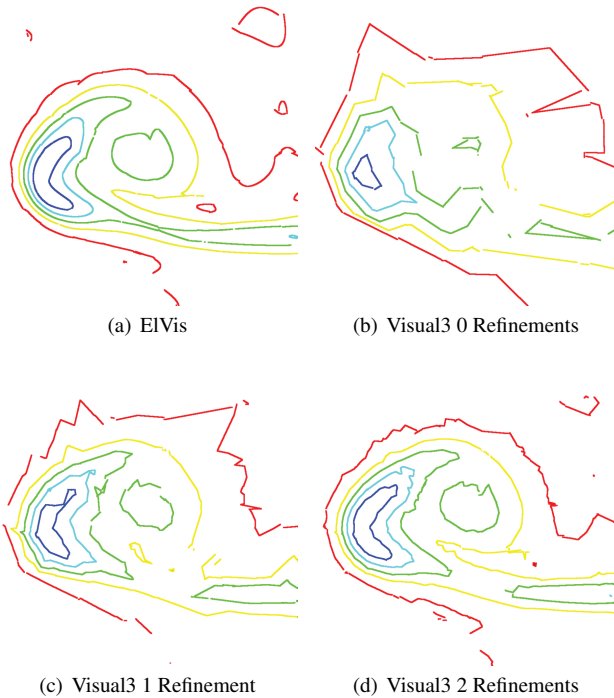 (a) ElVis
(b) Visual3 0 Refinements
(c) Visual3 1 Refinement
(d) Visual3 2 Refinements